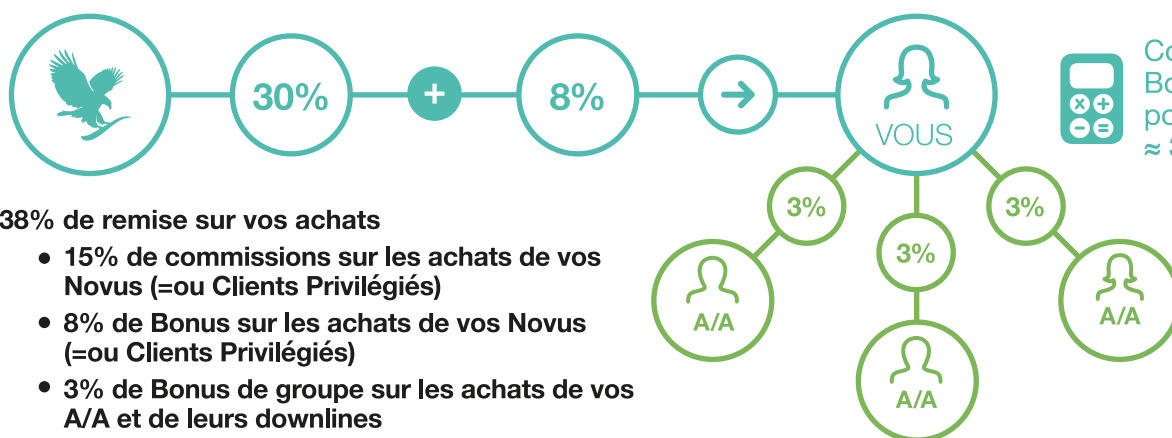 30%
+
8%
VOUS
3%
3%
3%
A/A
A/A
A/A
38% de remise sur vos achats
• 15% de commissions sur les achats de vos
Novus (=ou Clients Privilégiés)
• 8% de Bonus sur les achats de vos Novus
(=ou Clients Privilégiés)
• 3% de Bonus de groupe sur les achats de vos
A/A et de leurs downlines